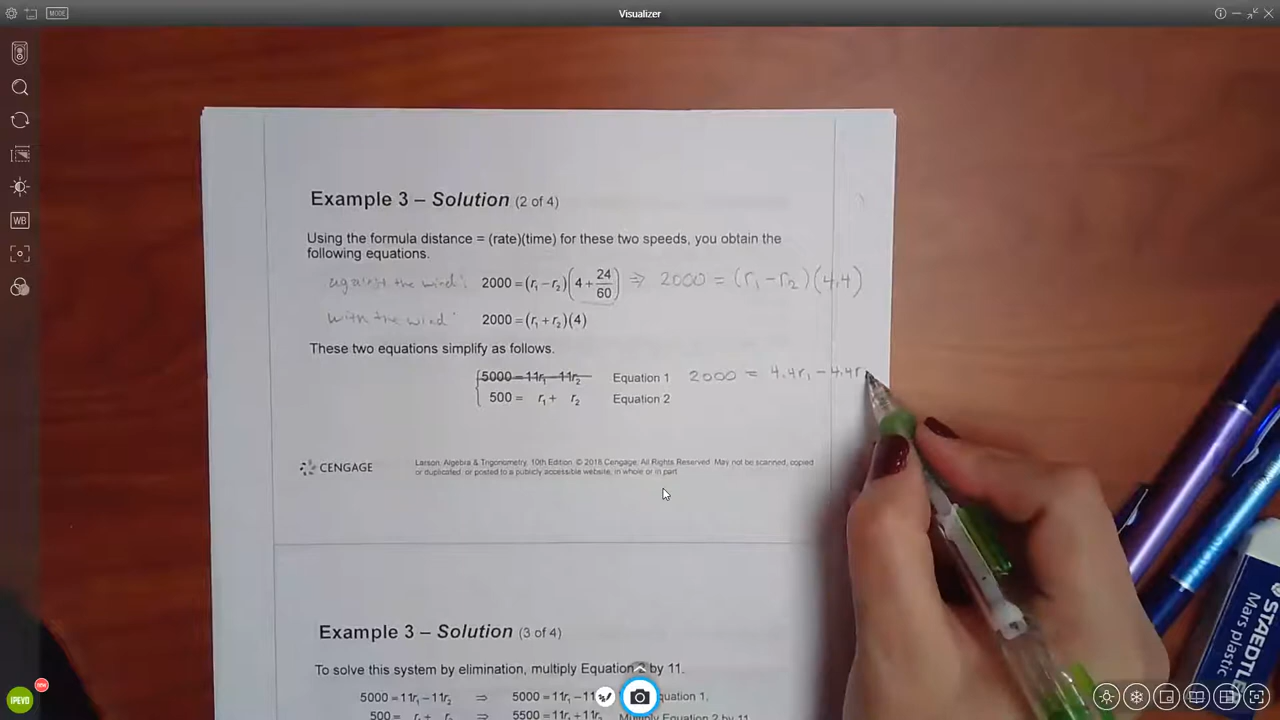 MODE
Visualizer
WB
Example 3 – Solution (2 of 4)
Using the formula distance = (rate)(time) for these two speeds, you obtain the
following equations.
against the wind: 2000 = (r₁ – r₂)(4 + 24/60) ⇒ 2000 = (r₁ – r₂)(4.4)
with the wind: 2000 = (r₁ + r₂)(4)
These two equations simplify as follows.
5000 = 11r₁ – 11r₂ Equation 1 2000 = 4.4r₁ – 4.4r
500 = r₁ + r₂ Equation 2
CENGAGE
Larson, Algebra & Trigonometry, 10th Edition. © 2018 Cengage. All Rights Reserved. May not be scanned, copied
or duplicated, or posted to a publicly accessible website, in whole or in part.
Example 3 – Solution (3 of 4)
To solve this system by elimination, multiply Equation 2 by 11.
5000 = 11r₁ – 11r₂ ⇒ 5000 = 11r₁ – 11 quation 1.
500 = r₁ + r₂ ⇒ 5500 = 11r₁ + 11r₂ Multiply Equation 2 by 11.
STAEDTLER
Mars plastic
IPEVO